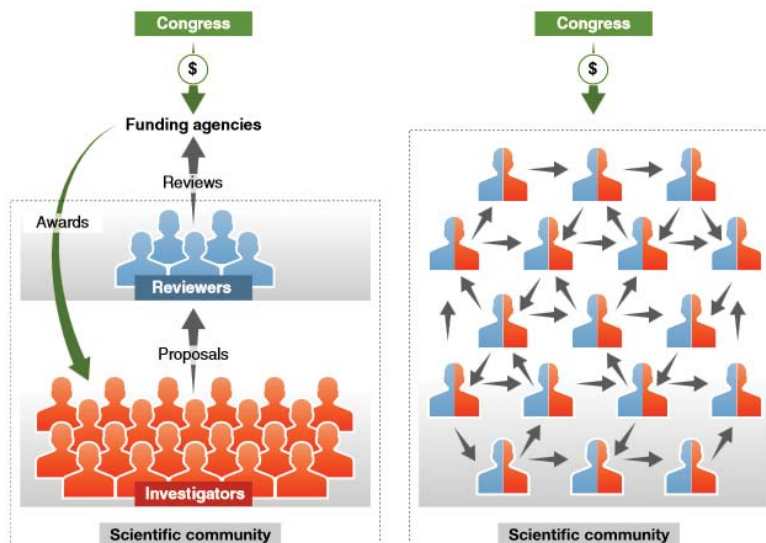 Congress
$
Funding agencies
Reviews
Awards
Reviewers
Proposals
Investigators
Scientific community
Congress
$
Scientific community